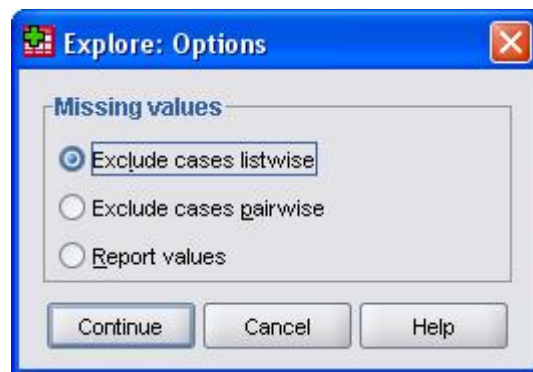 Explore: Options
Missing values
Exclude cases listwise
Exclude cases pairwise
Report values
Continue Cancel Help